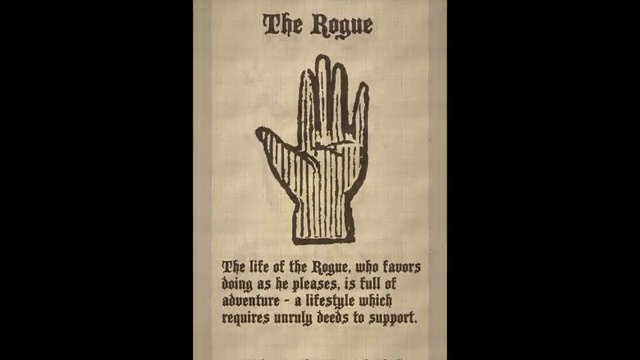 The Rogue
The life of the Rogue, who favors
doing as he pleases, is full of
adventure - a lifestyle which
requires unruly deeds to support.